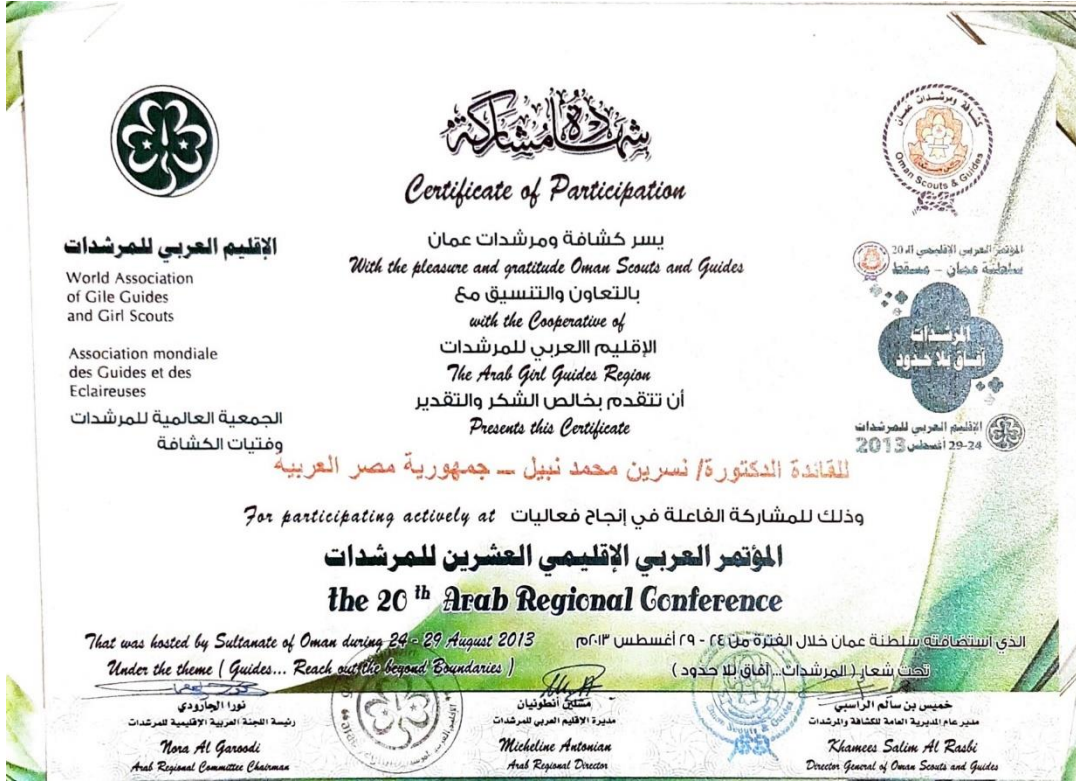 شهادة مشاركة
Certificate of Participation
كشافة ومرشدات عمان
Oman Scouts & Guides
الإقليم العربي للمرشدات
World Association
of Gile Guides
and Girl Scouts
Association mondiale
des Guides et des
Eclaireuses
الجمعية العالمية للمرشدات
وفتيات الكشافة
يسر كشافة ومرشدات عمان
With the pleasure and gratitude Oman Scouts and Guides
بالتعاون والتنسيق مع
with the Cooperative of
الإقليم االعربي للمرشدات
The Arab Girl Guides Region
أن تتقدم بخالص الشكر والتقدير
Presents this Certificate
المؤتمر العربي الإقليمي الـ 20
سلطنة عمان - مسقط
المرشدات
آفاق بلا حدود
الإقليم العربي للمرشدات
24-29 أغسطس 2013
للقائدة الدكتورة/ نسرين محمد نبيل – جمهورية مصر العربيه
وذلك للمشاركة الفاعلة في إنجاح فعاليات For participating actively at
المؤتمر العربي الإقليمي العشرين للمرشدات
the 20 th Arab Regional Conference
الذي استضافته سلطنة عمان خلال الفترة من ٢٤ - ٢٩ أغسطس ٢٠١٣م
That was hosted by Sultanate of Oman during 24 - 29 August 2013
تحت شعار ( المرشدات... آفاق بلا حدود )
Under the theme ( Guides... Reach out the beyond Boundaries )
خميس بن سالم الراسبي
مدير عام المديرية العامة للكشافة والمرشدات
Khamees Salim Al Rasbi
Director General of Oman Scouts and Guides
مسلين أنطونيان
مديرة الإقليم العربي للمرشدات
Micheline Antonian
Arab Regional Director
نورا الجارودي
رئيسة اللجنة العربية الإقليمية للمرشدات
Nora Al Garoodi
Arab Regional Committee Chairman